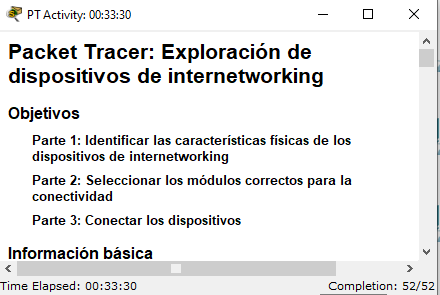 PT Activity: 00:33:30
Packet Tracer: Exploración de
dispositivos de internetworking
Objetivos
Parte 1: Identificar las características físicas de los
dispositivos de internetworking
Parte 2: Seleccionar los módulos correctos para la
conectividad
Parte 3: Conectar los dispositivos
Información básica
Time Elapsed: 00:33:30
Completion: 52/52